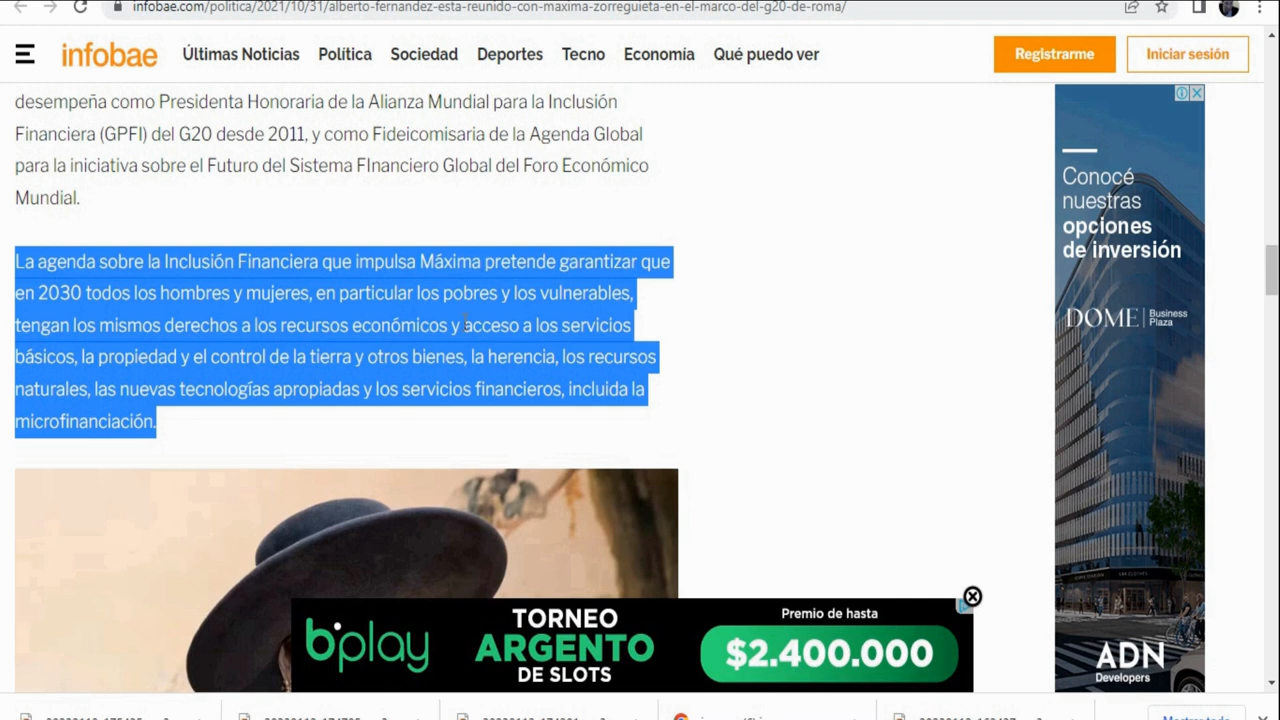 infobae.com/politica/2021/10/31/alberto-fernandez-esta-reunido-con-maxima-zorreguieta-en-el-marco-del-g20-de-roma/
infobae
Últimas Noticias
Política
Sociedad
Deportes
Tecno
Economía
Qué puedo ver
Registrarme
Iniciar sesión
desempeña como Presidenta Honoraria de la Alianza Mundial para la Inclusión
Financiera (GPFI) del G20 desde 2011, y como Fideicomisaria de la Agenda Global
para la iniciativa sobre el Futuro del Sistema FInanciero Global del Foro Económico
Mundial.
La agenda sobre la Inclusión Financiera que impulsa Máxima pretende garantizar que
en 2030 todos los hombres y mujeres, en particular los pobres y los vulnerables,
tengan los mismos derechos a los recursos económicos y acceso a los servicios
básicos, la propiedad y el control de la tierra y otros bienes, la herencia, los recursos
naturales, las nuevas tecnologías apropiadas y los servicios financieros, incluida la
microfinanciación.
Conocé
nuestras
opciones
de inversión
DOME
Business
Plaza
ADN
Developers
bplay
TORNEO
ARGENTO
DE SLOTS
Premio de hasta
$2.400.000